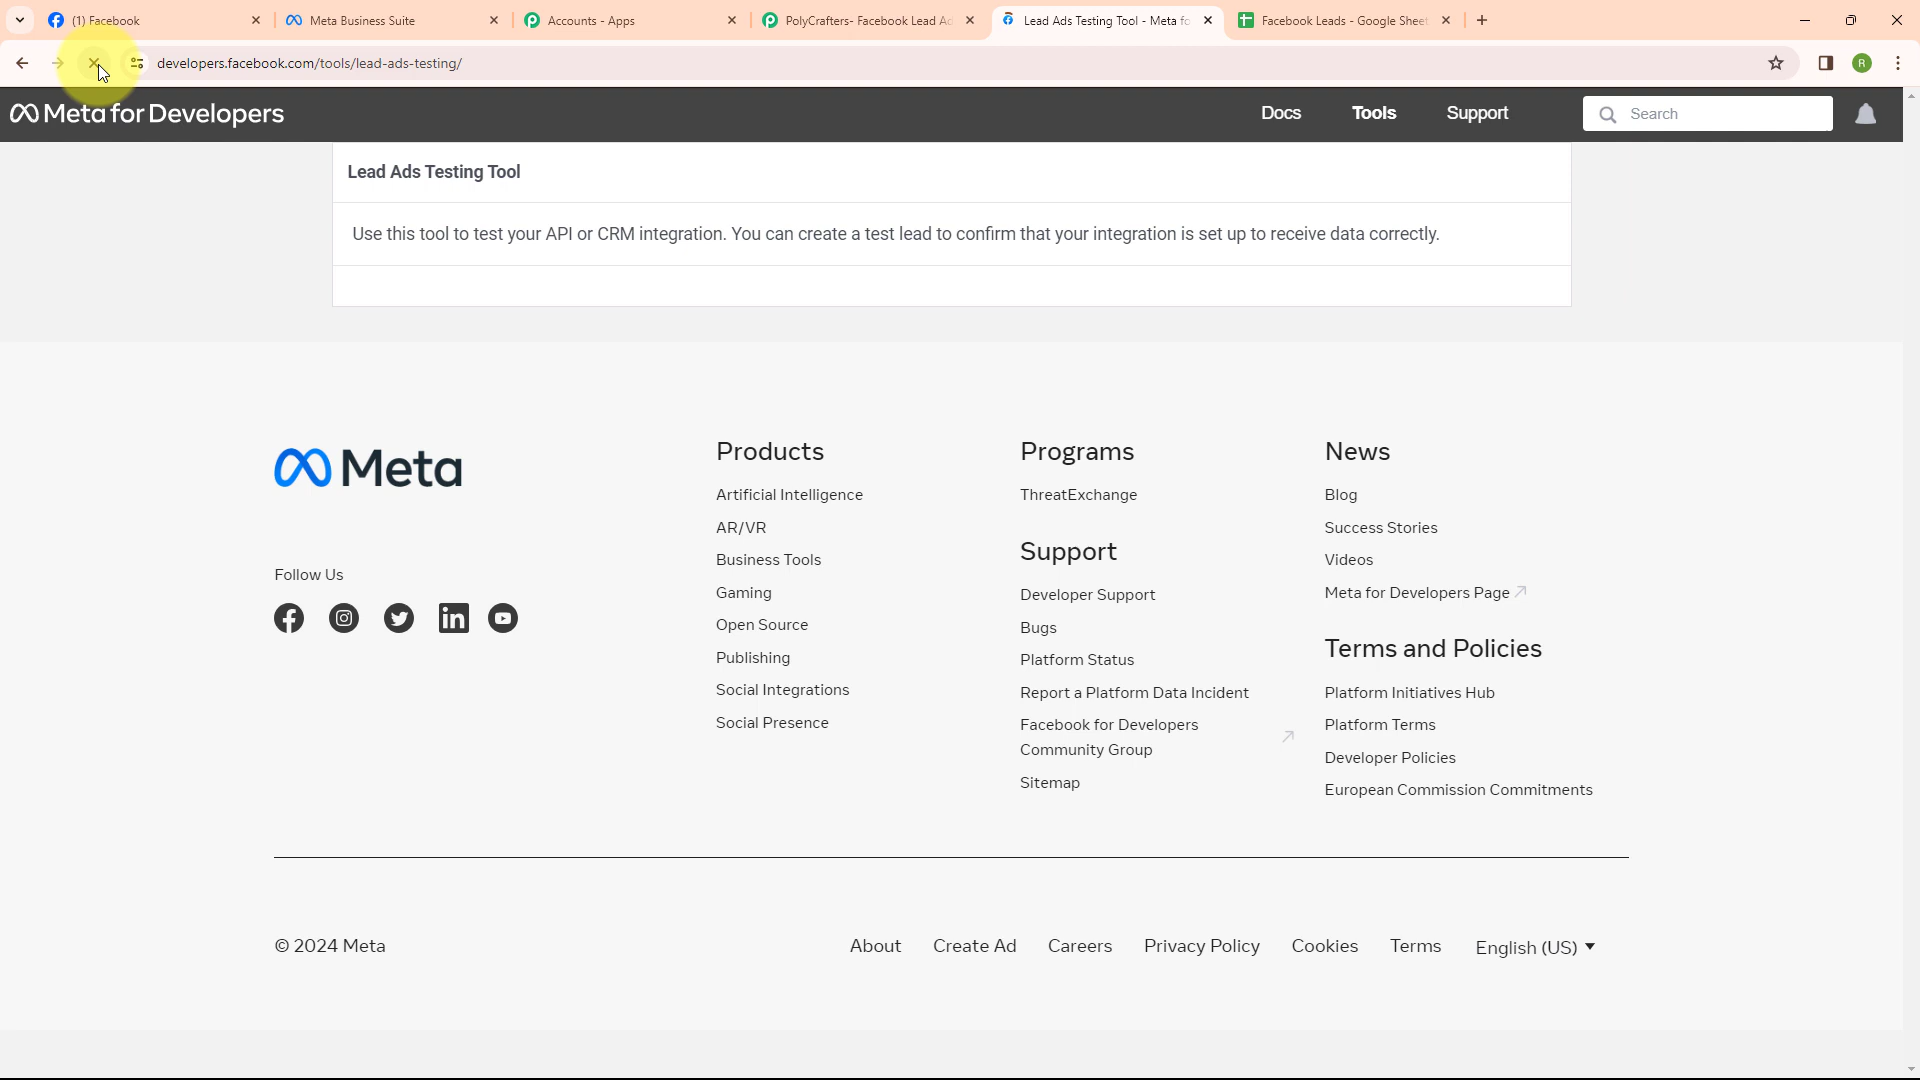 (1) Facebook
Meta Business Suite
Accounts - Apps
PolyCrafters- Facebook Lead Ad
Lead Ads Testing Tool - Meta fo
Facebook Leads - Google Sheet
developers.facebook.com/tools/lead-ads-testing/
R
Meta for Developers
Docs
Tools
Support
Search
Lead Ads Testing Tool
Use this tool to test your API or CRM integration. You can create a test lead to confirm that your integration is set up to receive data correctly.
Meta
Follow Us
Products
Artificial Intelligence
AR/VR
Business Tools
Gaming
Open Source
Publishing
Social Integrations
Social Presence
Programs
ThreatExchange
Support
Developer Support
Bugs
Platform Status
Report a Platform Data Incident
Facebook for Developers
Community Group
Sitemap
News
Blog
Success Stories
Videos
Meta for Developers Page
Terms and Policies
Platform Initiatives Hub
Platform Terms
Developer Policies
European Commission Commitments
© 2024 Meta
About
Create Ad
Careers
Privacy Policy
Cookies
Terms
English (US)